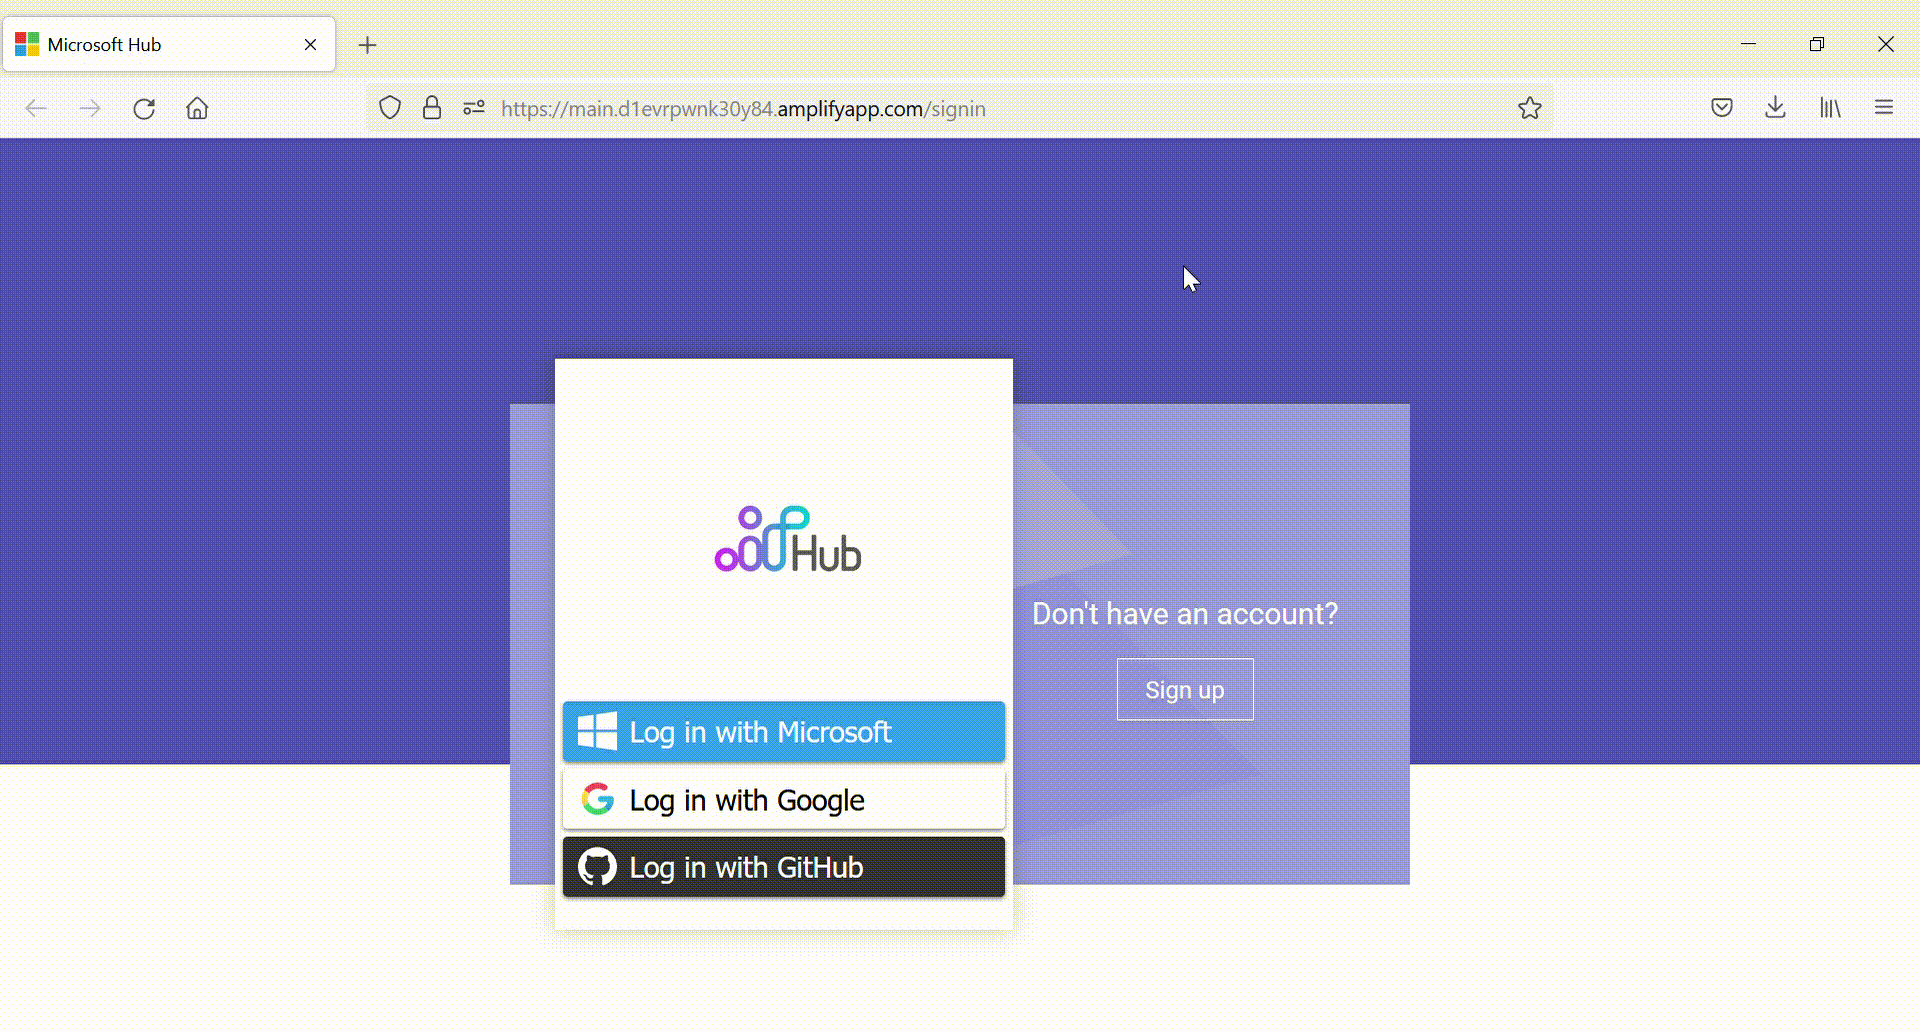 Microsoft Hub
https://main.d1evrpwnk30y84.amplifyapp.com/signin
Hub
Don't have an account?
Sign up
Log in with Microsoft
Log in with Google
Log in with GitHub